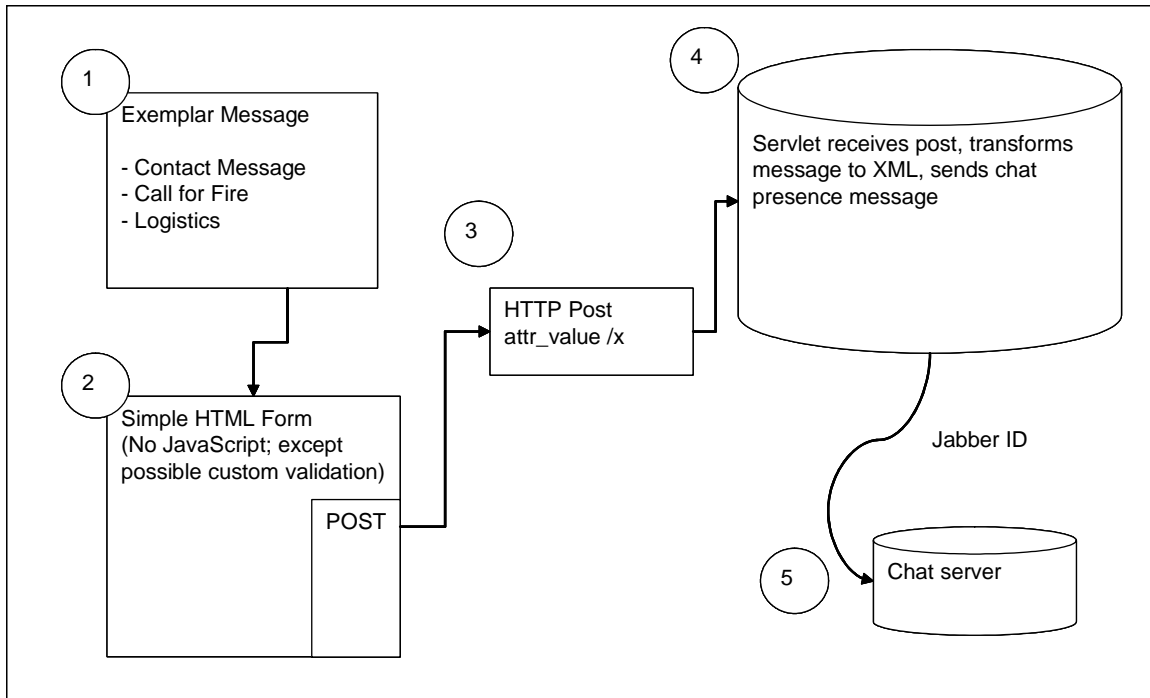 1
Exemplar Message
- Contact Message
- Call for Fire
- Logistics
2
Simple HTML Form
(No JavaScript; except
possible custom validation)
POST
3
HTTP Post
attr_value /x
4
Servlet receives post, transforms
message to XML, sends chat
presence message
Jabber ID
5
Chat server